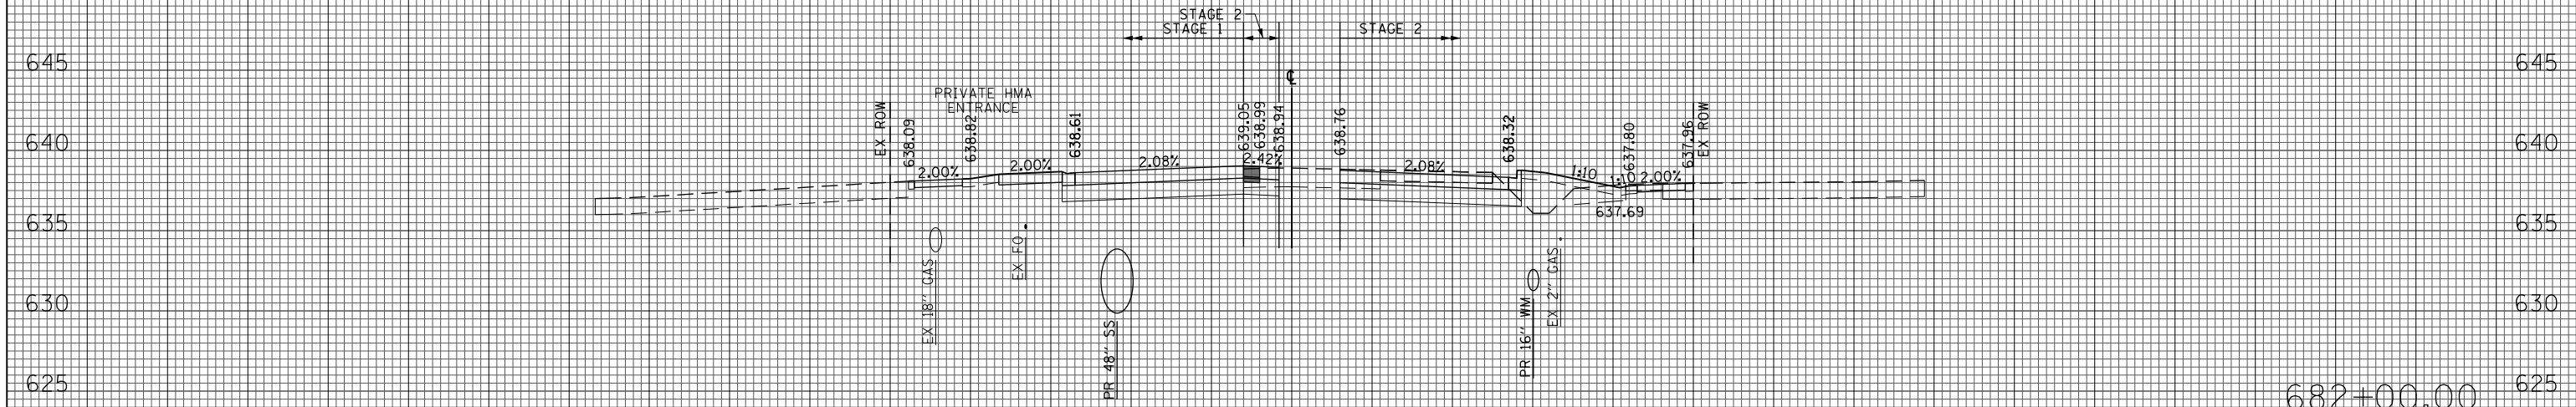 STAGE 2
STAGE 1
STAGE 2
645
645
℄
PRIVATE HMA
ENTRANCE
EX ROW
638.09
638.82
638.61
639.05
638.99
638.94
638.76
638.32
637.80
637.96
EX ROW
640
640
2.00%
2.00%
2.08%
2.42%
2.08%
1:10
1:10
2.00%
637.69
635
635
EX 18" GAS
EX FO
PR 48" SS
PR 16" WM
EX 2" GAS
630
630
625
625
682+00.00